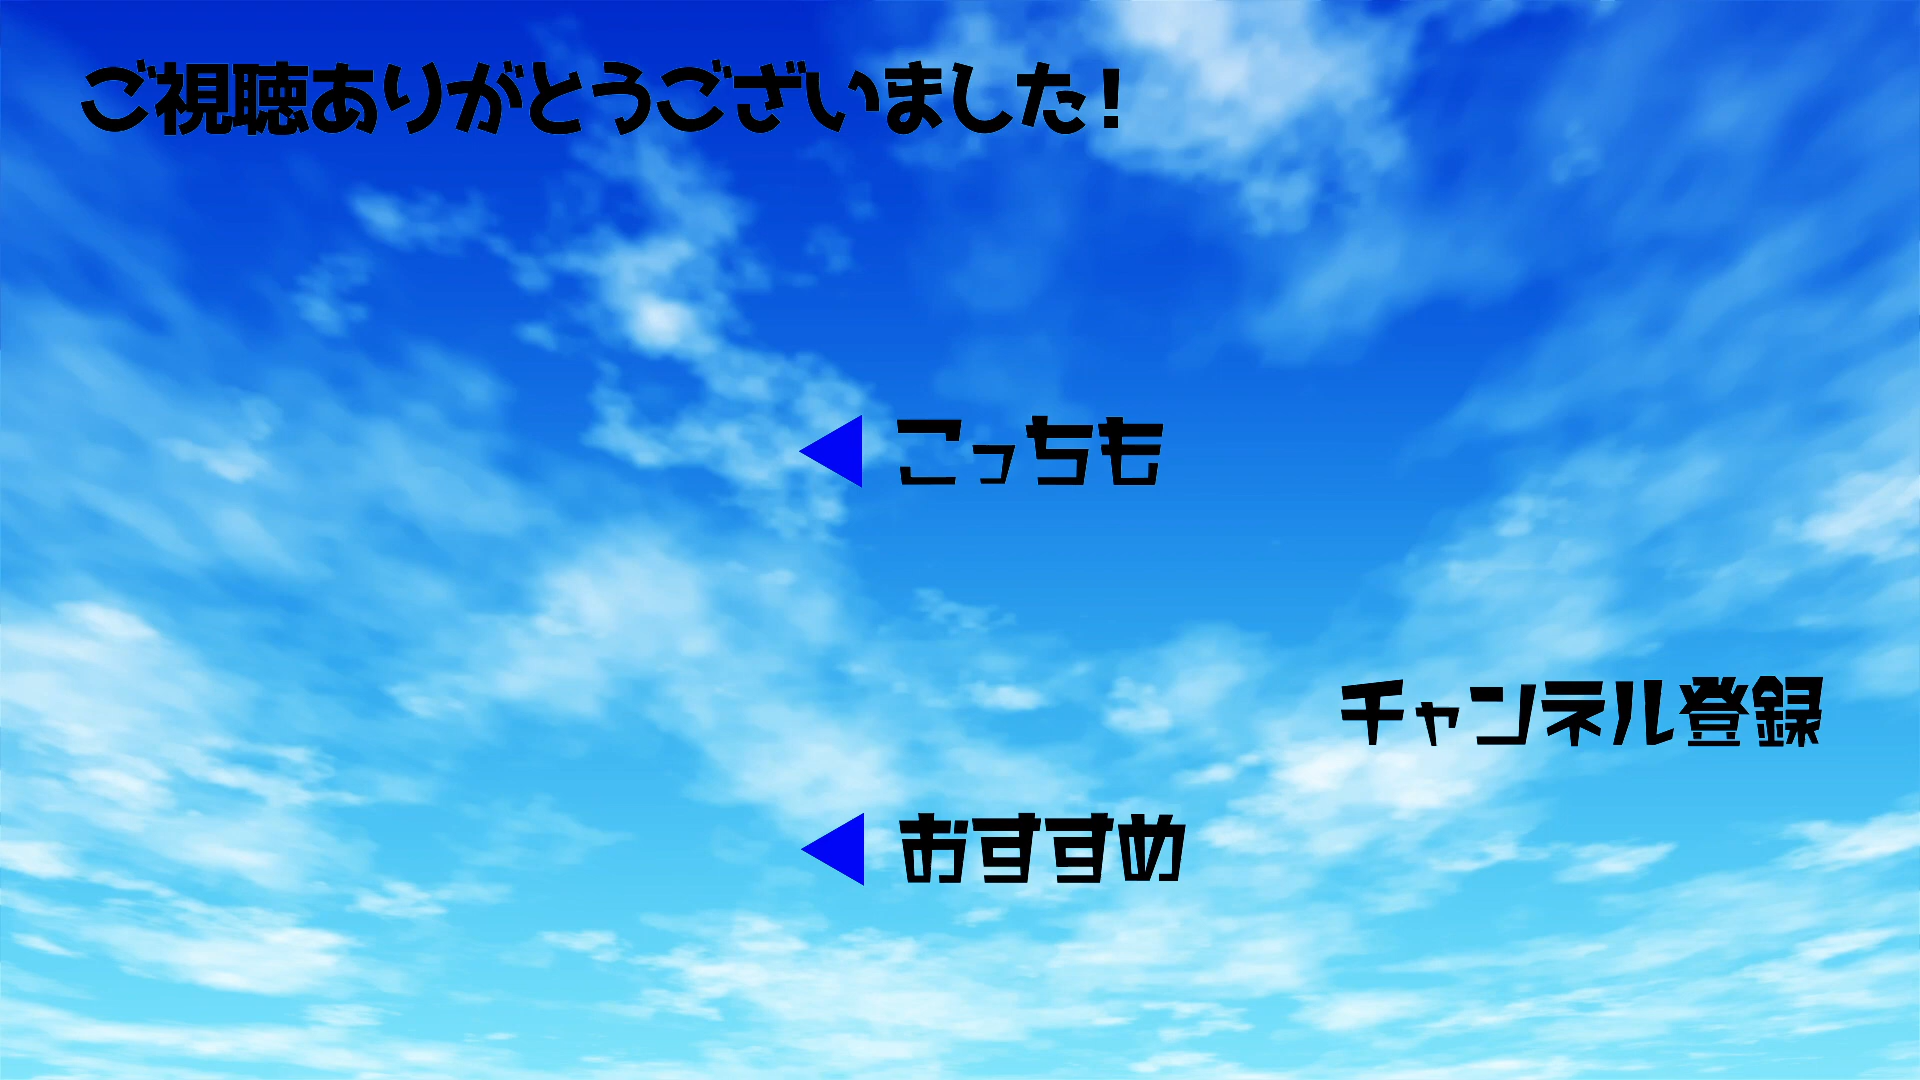 ご視聴ありがとうございました!
こっちも
チャンネル登録
おすすめ